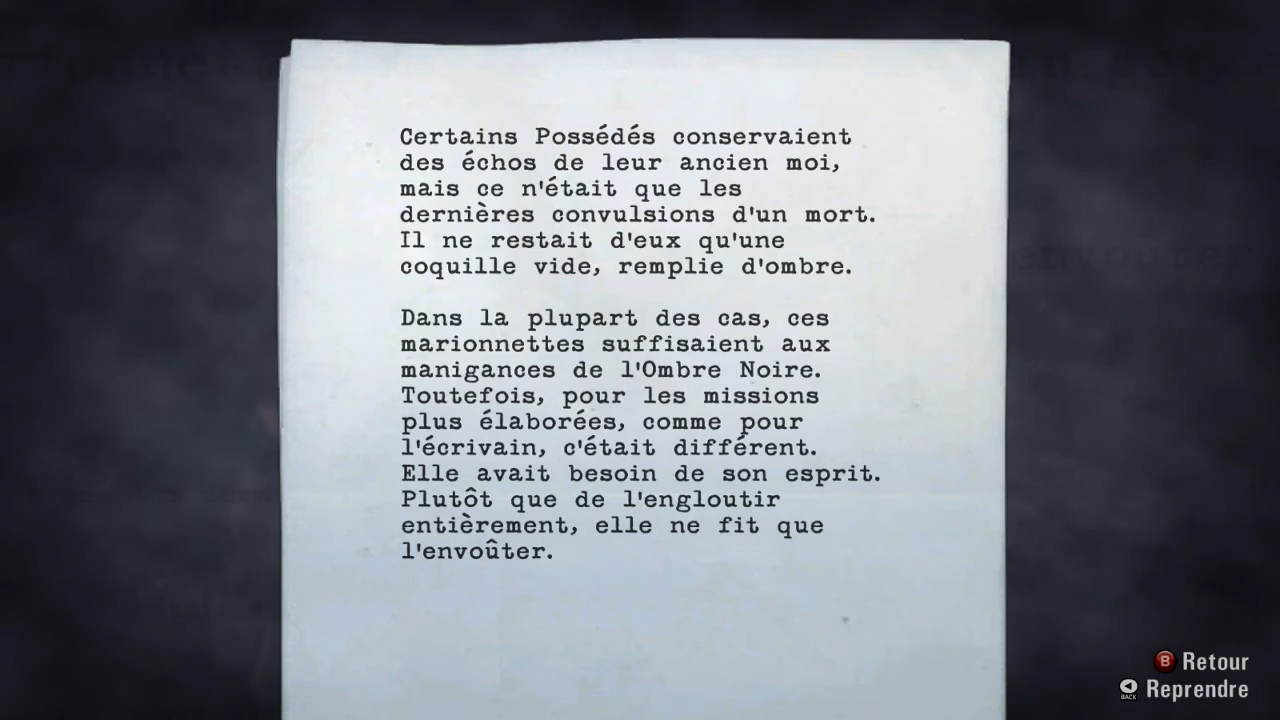 Certains Possédés conservaient
des échos de leur ancien moi,
mais ce n'était que les
dernières convulsions d'un mort.
Il ne restait d'eux qu'une
coquille vide, remplie d'ombre.
Dans la plupart des cas, ces
marionnettes suffisaient aux
manigances de l'Ombre Noire.
Toutefois, pour les missions
plus élaborées, comme pour
l'écrivain, c'était différent.
Elle avait besoin de son esprit.
Plutôt que de l'engloutir
entièrement, elle ne fit que
l'envoûter.
B Retour
BACK Reprendre